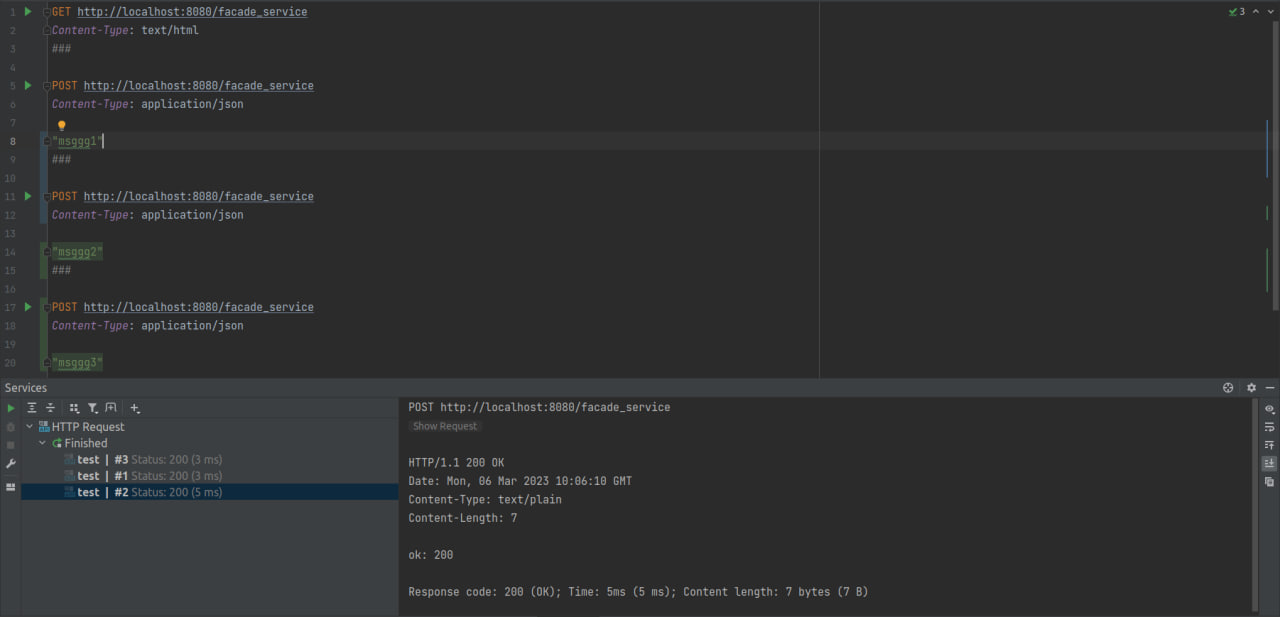 1 GET http://localhost:8080/facade_service
3
2 Content-Type: text/html
3 ###
4
5 POST http://localhost:8080/facade_service
6 Content-Type: application/json
7
8 "msggg1"
9 ###
10
11 POST http://localhost:8080/facade_service
12 Content-Type: application/json
13
14 "msggg2"
15 ###
16
17 POST http://localhost:8080/facade_service
18 Content-Type: application/json
19
20 "msggg3"
Services
HTTP Request
Finished
test | #3 Status: 200 (3 ms)
test | #1 Status: 200 (3 ms)
test | #2 Status: 200 (5 ms)
POST http://localhost:8080/facade_service
Show Request
HTTP/1.1 200 OK
Date: Mon, 06 Mar 2023 10:06:10 GMT
Content-Type: text/plain
Content-Length: 7
ok: 200
Response code: 200 (OK); Time: 5ms (5 ms); Content length: 7 bytes (7 B)